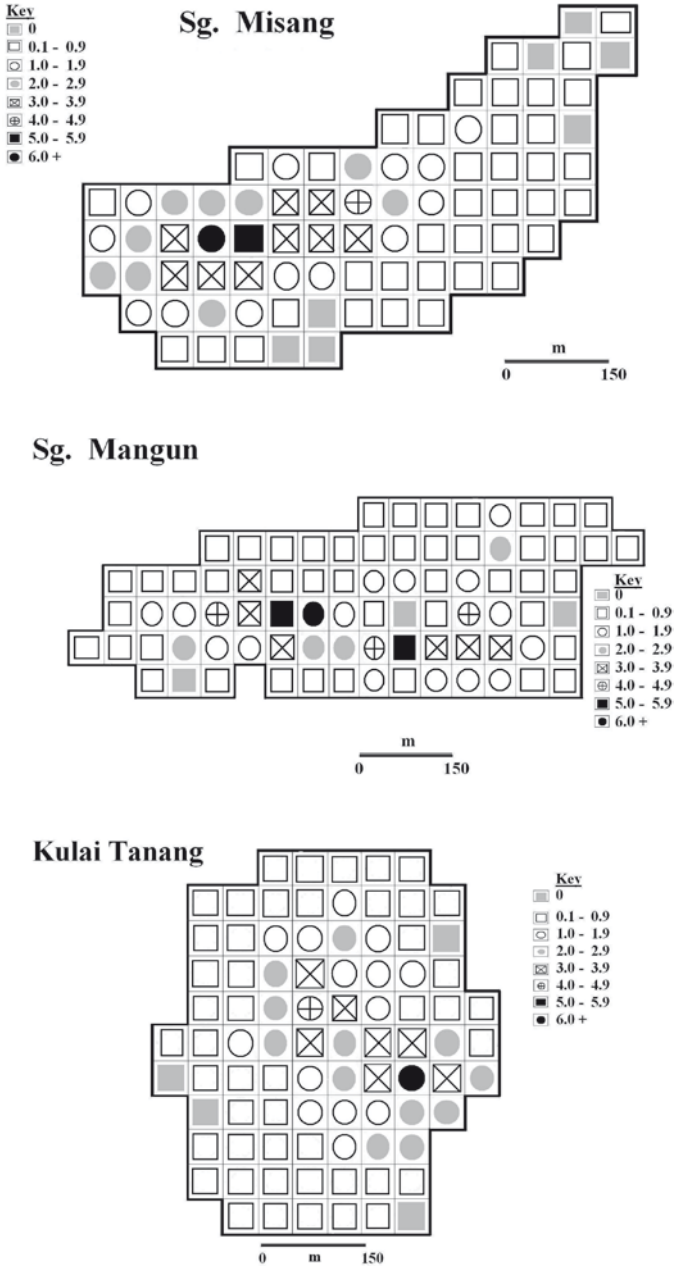 Sg. Misang
Key
0
0.1 - 0.9
1.0 - 1.9
2.0 - 2.9
3.0 - 3.9
4.0 - 4.9
5.0 - 5.9
6.0 +
m
0 150
Sg. Mangun
Key
0
0.1 - 0.9
1.0 - 1.9
2.0 - 2.9
3.0 - 3.9
4.0 - 4.9
5.0 - 5.9
6.0 +
m
0 150
Kulai Tanang
Key
0
0.1 - 0.9
1.0 - 1.9
2.0 - 2.9
3.0 - 3.9
4.0 - 4.9
5.0 - 5.9
6.0 +
0 m 150